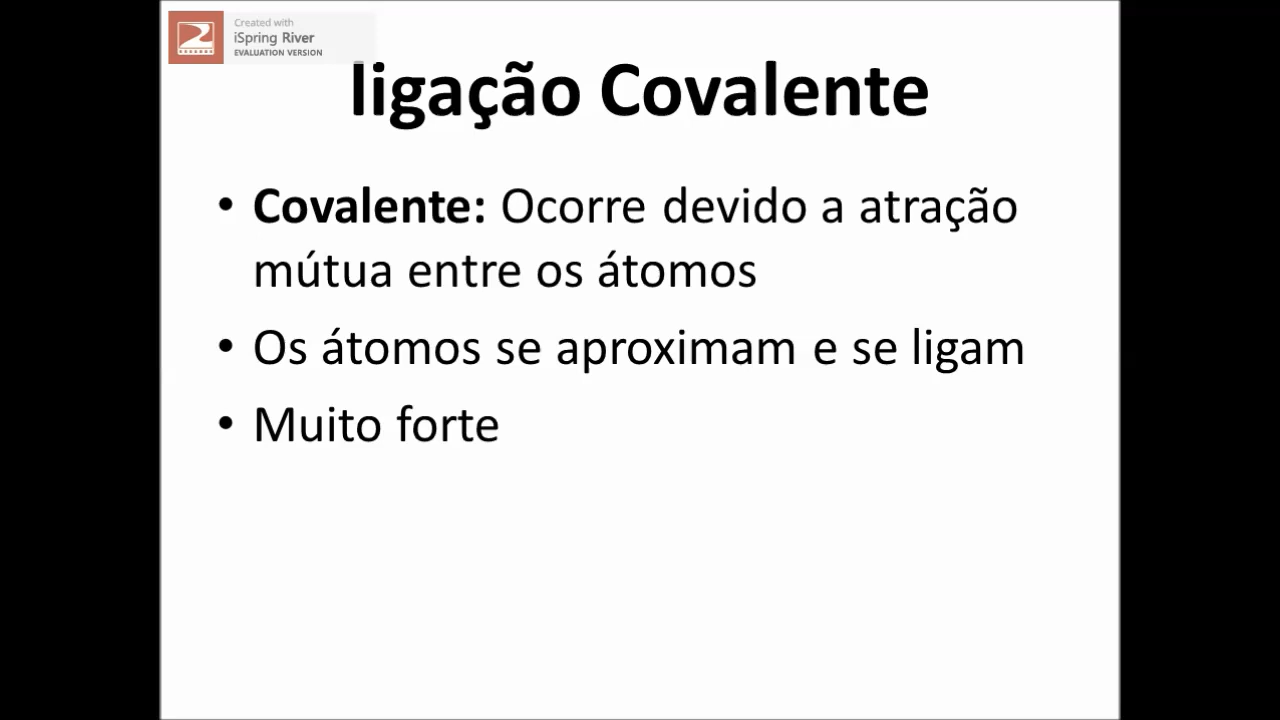 Created with
iSpring River
EVALUATION VERSION
ligação Covalente
• Covalente: Ocorre devido a atração
mútua entre os átomos
• Os átomos se aproximam e se ligam
• Muito forte